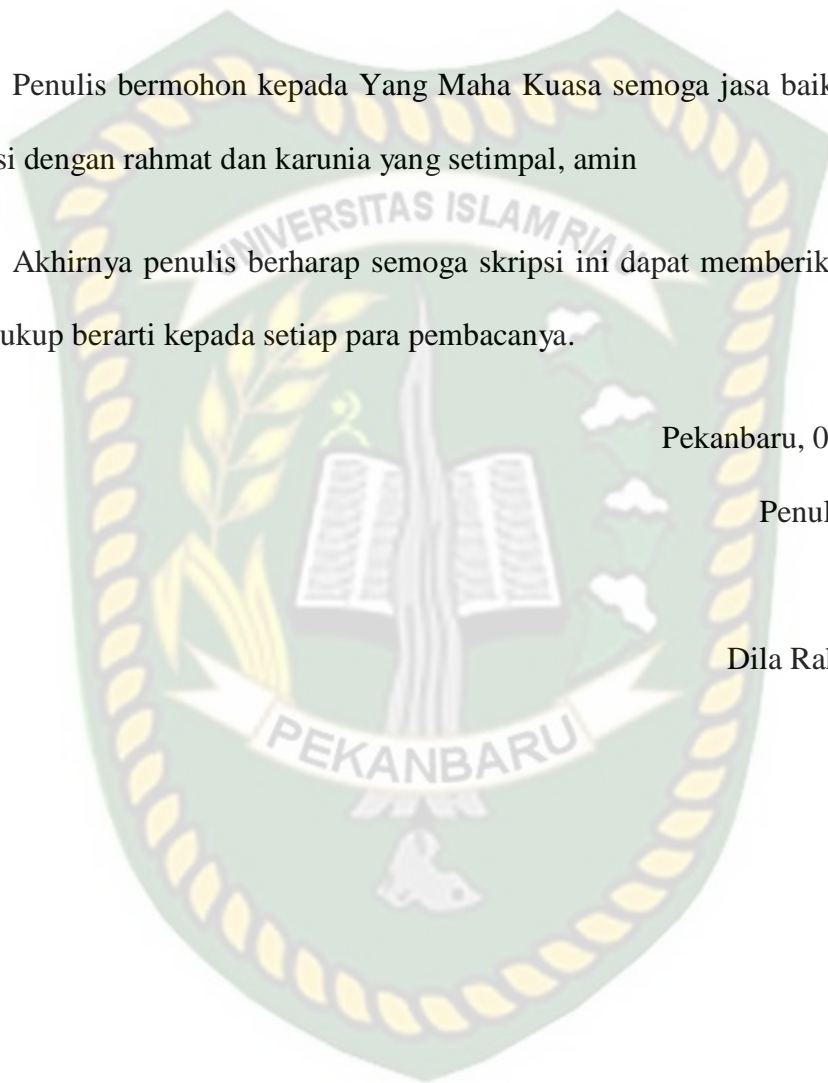 Penulis bermohon kepada Yang Maha Kuasa semoga jasa baik
si dengan rahmat dan karunia yang setimpal, amin
UNIVERSITAS ISLAM RIAU
Akhirnya penulis berharap semoga skripsi ini dapat memberik
ukup berarti kepada setiap para pembacanya.
Pekanbaru, 0
Penul
Dila Ra
PEKANBARU